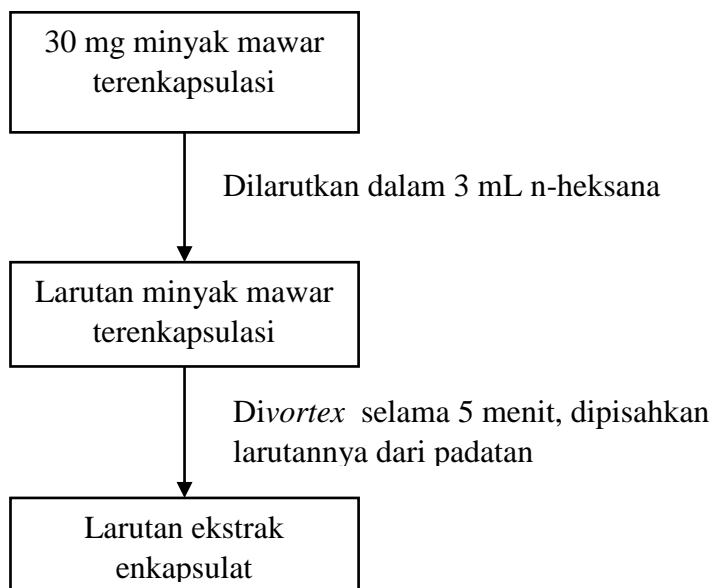 30 mg minyak mawar
terenkapsulasi
Dilarutkan dalam 3 mL n-heksana
Larutan minyak mawar
terenkapsulasi
Divortex selama 5 menit, dipisahkan
larutannya dari padatan
Larutan ekstrak
enkapsulat